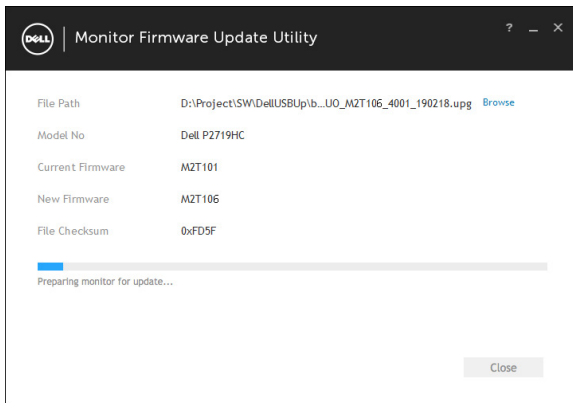 DELL Monitor Firmware Update Utility ? _ ×
File Path D:\Project\SW\DellUSBUp\b...UO_M2T106_4001_190218.upg Browse
Model No Dell P2719HC
Current Firmware M2T101
New Firmware M2T106
File Checksum 0xFD5F
Preparing monitor for update...
Close